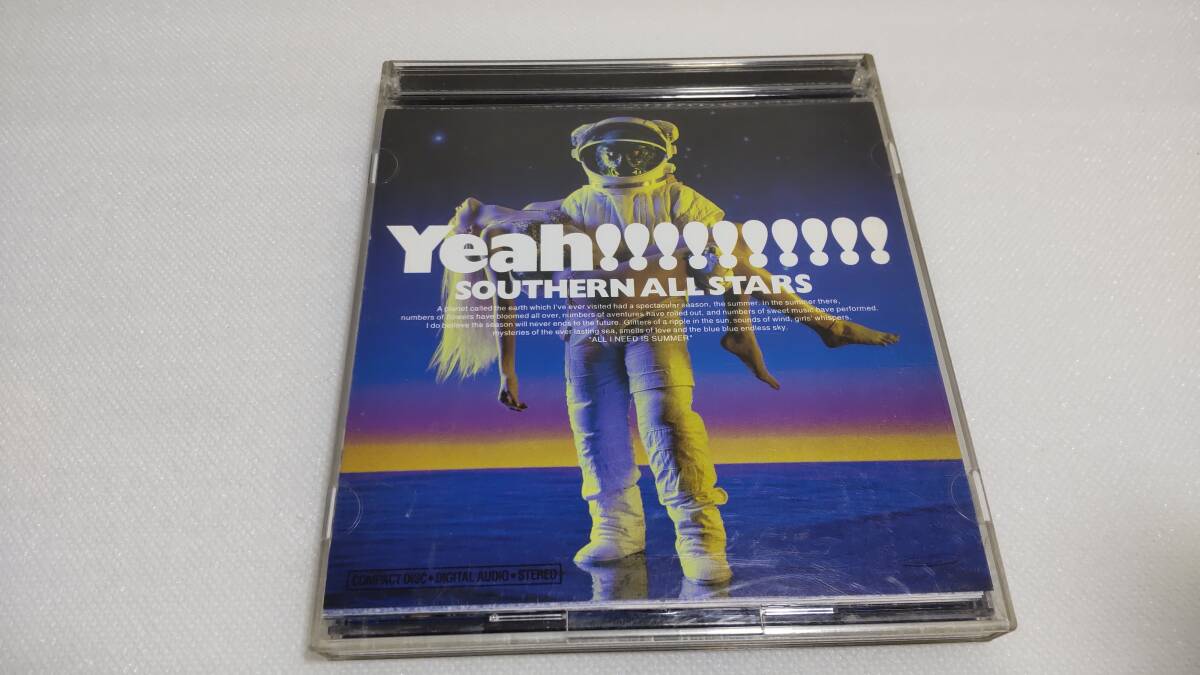 Yeah!!!!!!!!!!
SOUTHERN ALL STARS
A planet called the earth which I've ever visited had a spectacular season, the summer. In the summer there,
numbers of flowers have bloomed all over, numbers of aventures have rolled out, and numbers of sweet music have performed.
I do believe the season will never ends to the future. Glitters of a ripple in the sun, sounds of wind, girls' whispers,
mysteries of the ever lasting sea, smells of love and the blue blue endless sky.
"ALL I NEED IS SUMMER"
COMPACT DISC • DIGITAL AUDIO • STEREO